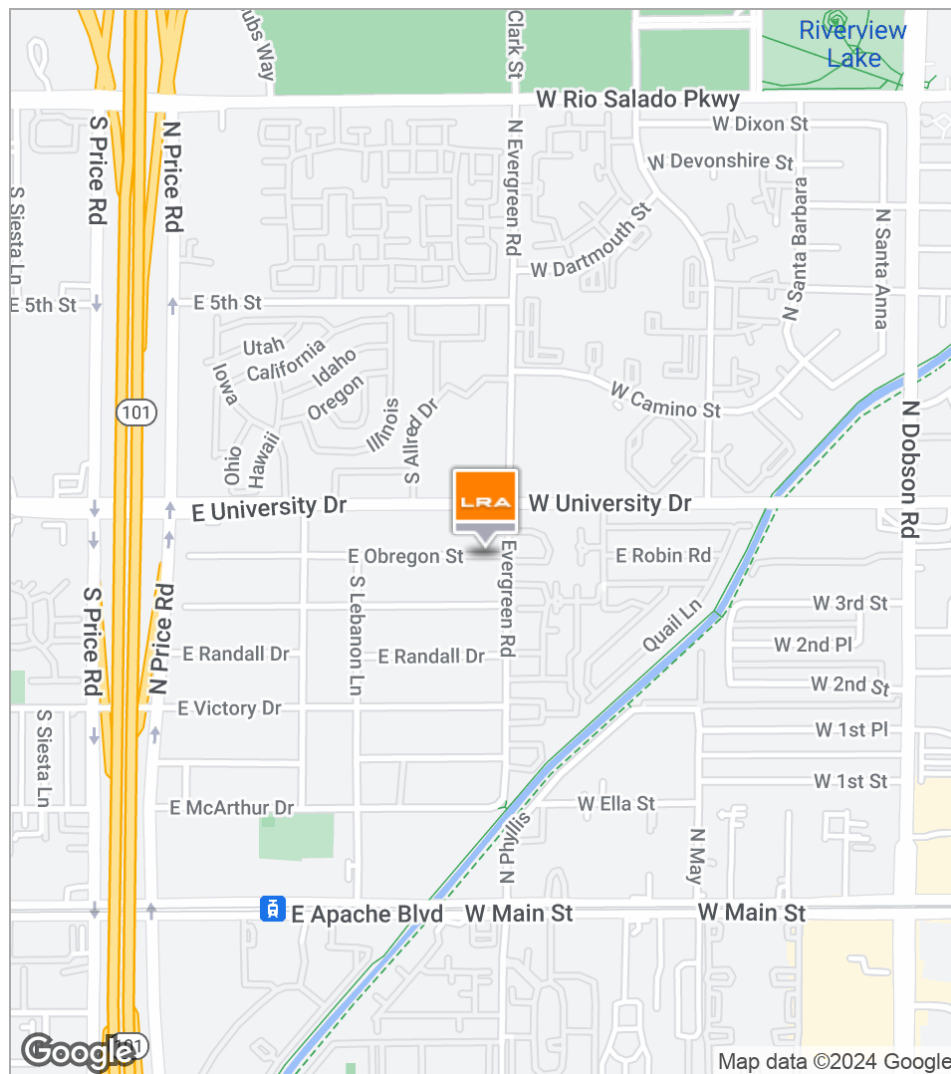 ubs Way
Clark St
Riverview
Lake
W Rio Salado Pkwy
S Price Rd
N Price Rd
W Dixon St
W Devonshire St
S Siesta Ln
N Evergreen Rd
N Santa Barbara
N Santa Anna
W Dartmouth St
E 5th St
E 5th St
Utah
California
Idaho
Iowa
Oregon
Illinois
S Allred Dr
W Camino St
101
Ohio
Hawaii
N Dobson Rd
LRA
E University Dr
W University Dr
E Obregon St
Evergreen Rd
E Robin Rd
S Price Rd
N Price Rd
S Lebanon Ln
Quail Ln
W 3rd St
E Randall Dr
E Randall Dr
W 2nd Pl
W 2nd St
E Victory Dr
S Siesta Ln
W 1st Pl
W 1st St
E McArthur Dr
W Ella St
N Phyllis
N May
E Apache Blvd
W Main St
W Main St
Google
101
Map data ©2024 Google